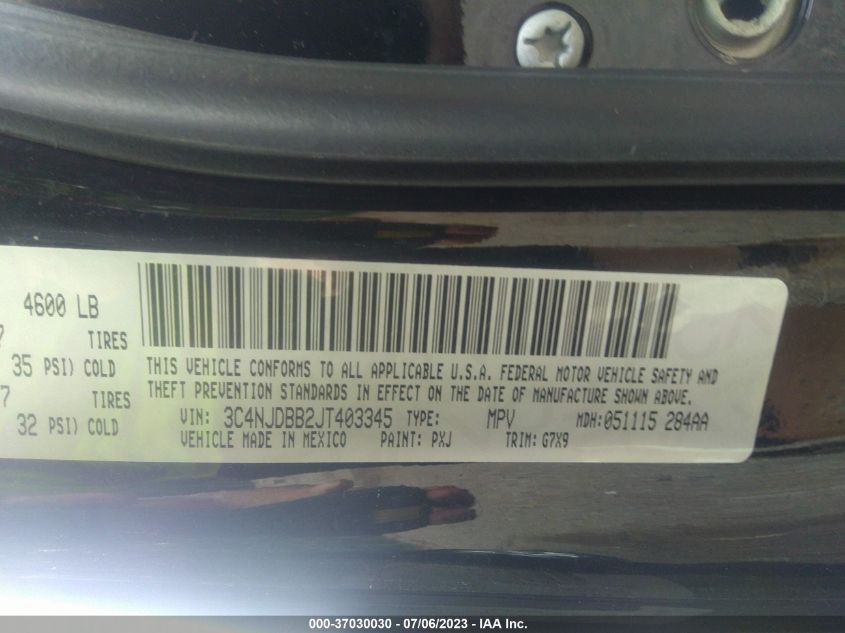 4600 LB
7 TIRES
35 PSI) COLD
7 TIRES
32 PSI) COLD
THIS VEHICLE CONFORMS TO ALL APPLICABLE U.S.A. FEDERAL MOTOR VEHICLE SAFETY AND
THEFT PREVENTION STANDARDS IN EFFECT ON THE DATE OF MANUFACTURE SHOWN ABOVE.
VIN: 3C4NJDBB2JT403345 TYPE: MPV MDH:051115 284AA
VEHICLE MADE IN MEXICO PAINT: PXJ TRIM: G7X9
000-37030030 - 07/06/2023 - IAA Inc.